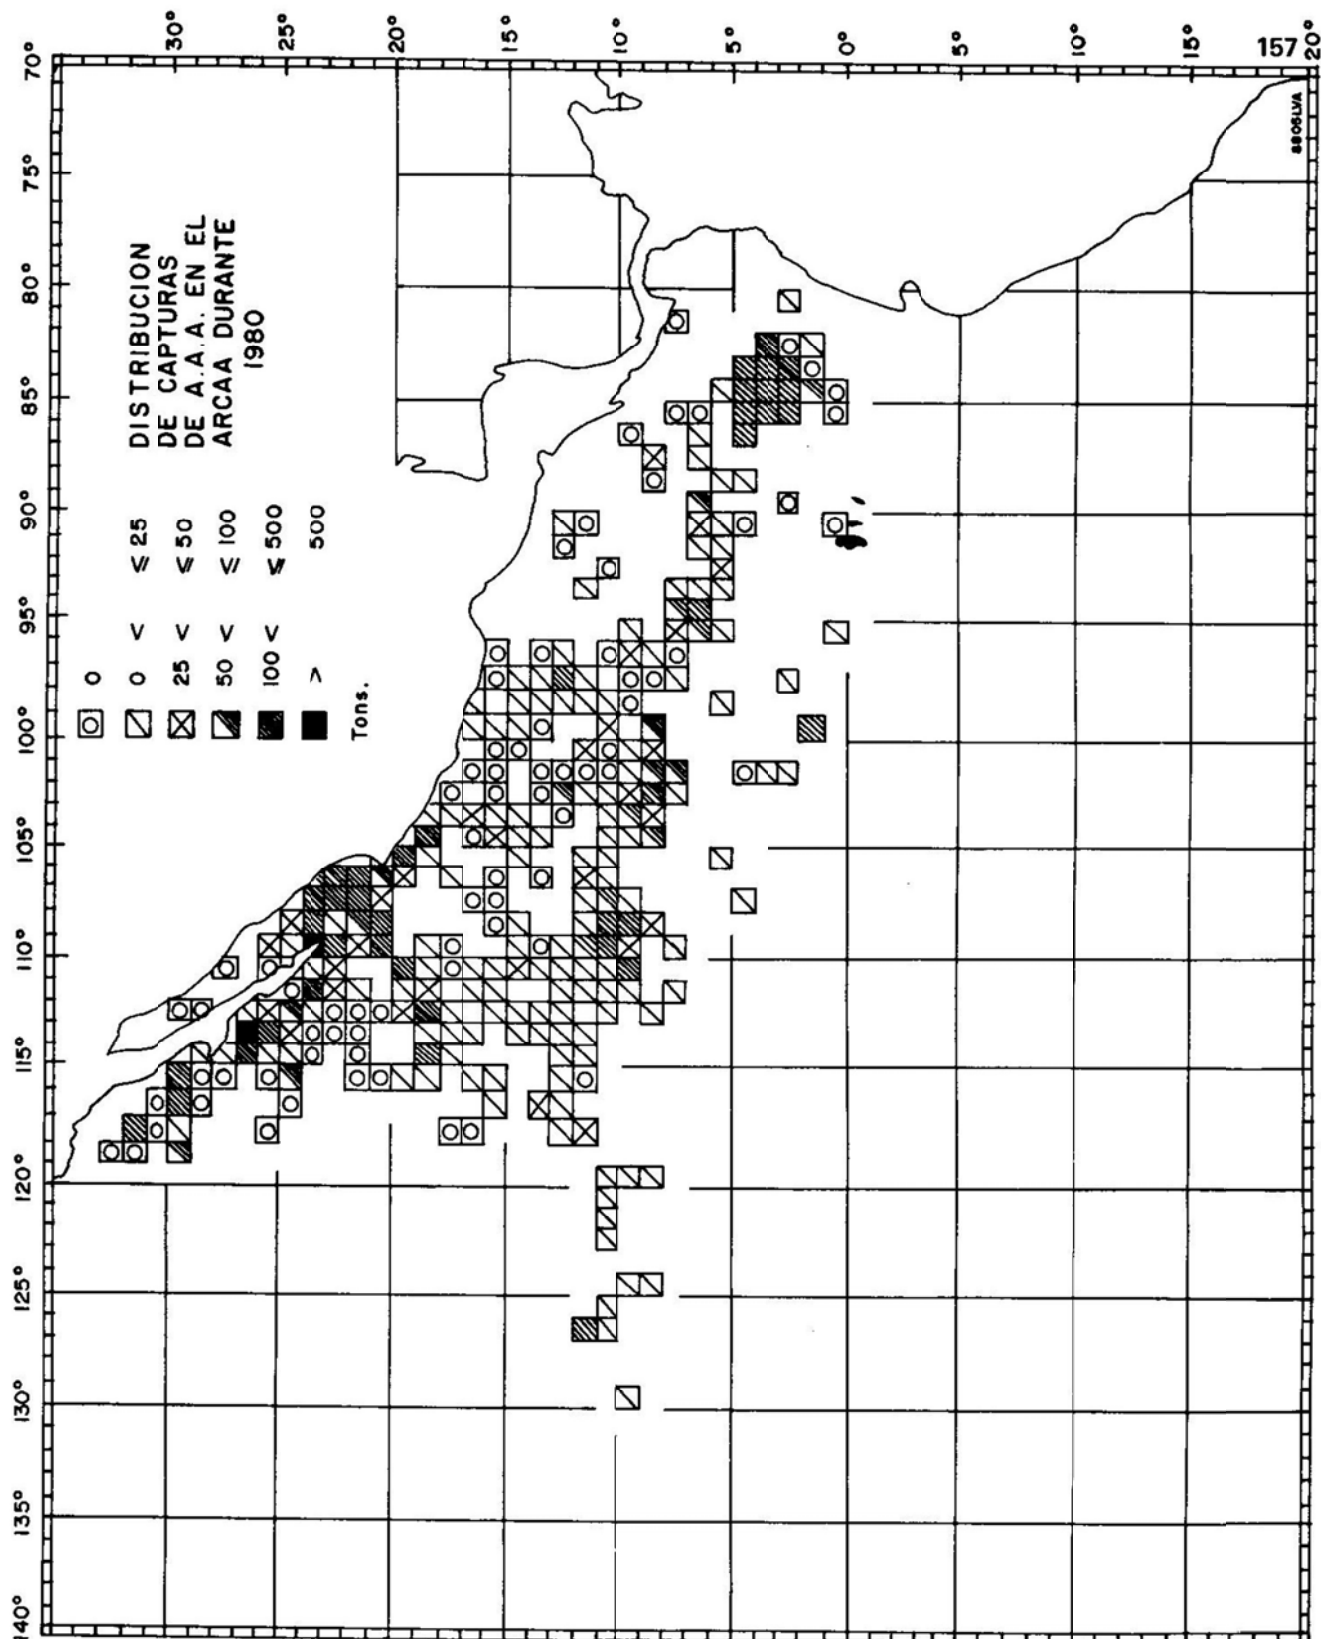 157
DISTRIBUCION
DE CAPTURAS
DE A.A.A. EN EL
ARCAA DURANTE
1980
0
0 < ≤ 25
25 < ≤ 50
50 < ≤ 100
100 < ≤ 500
> 500
Tons.
140° 135° 130° 125° 120° 115° 110° 105° 100° 95° 90° 85° 80° 75° 70°
30°
25°
20°
15°
10°
5°
0°
5°
10°
15°
20°
8805LVA